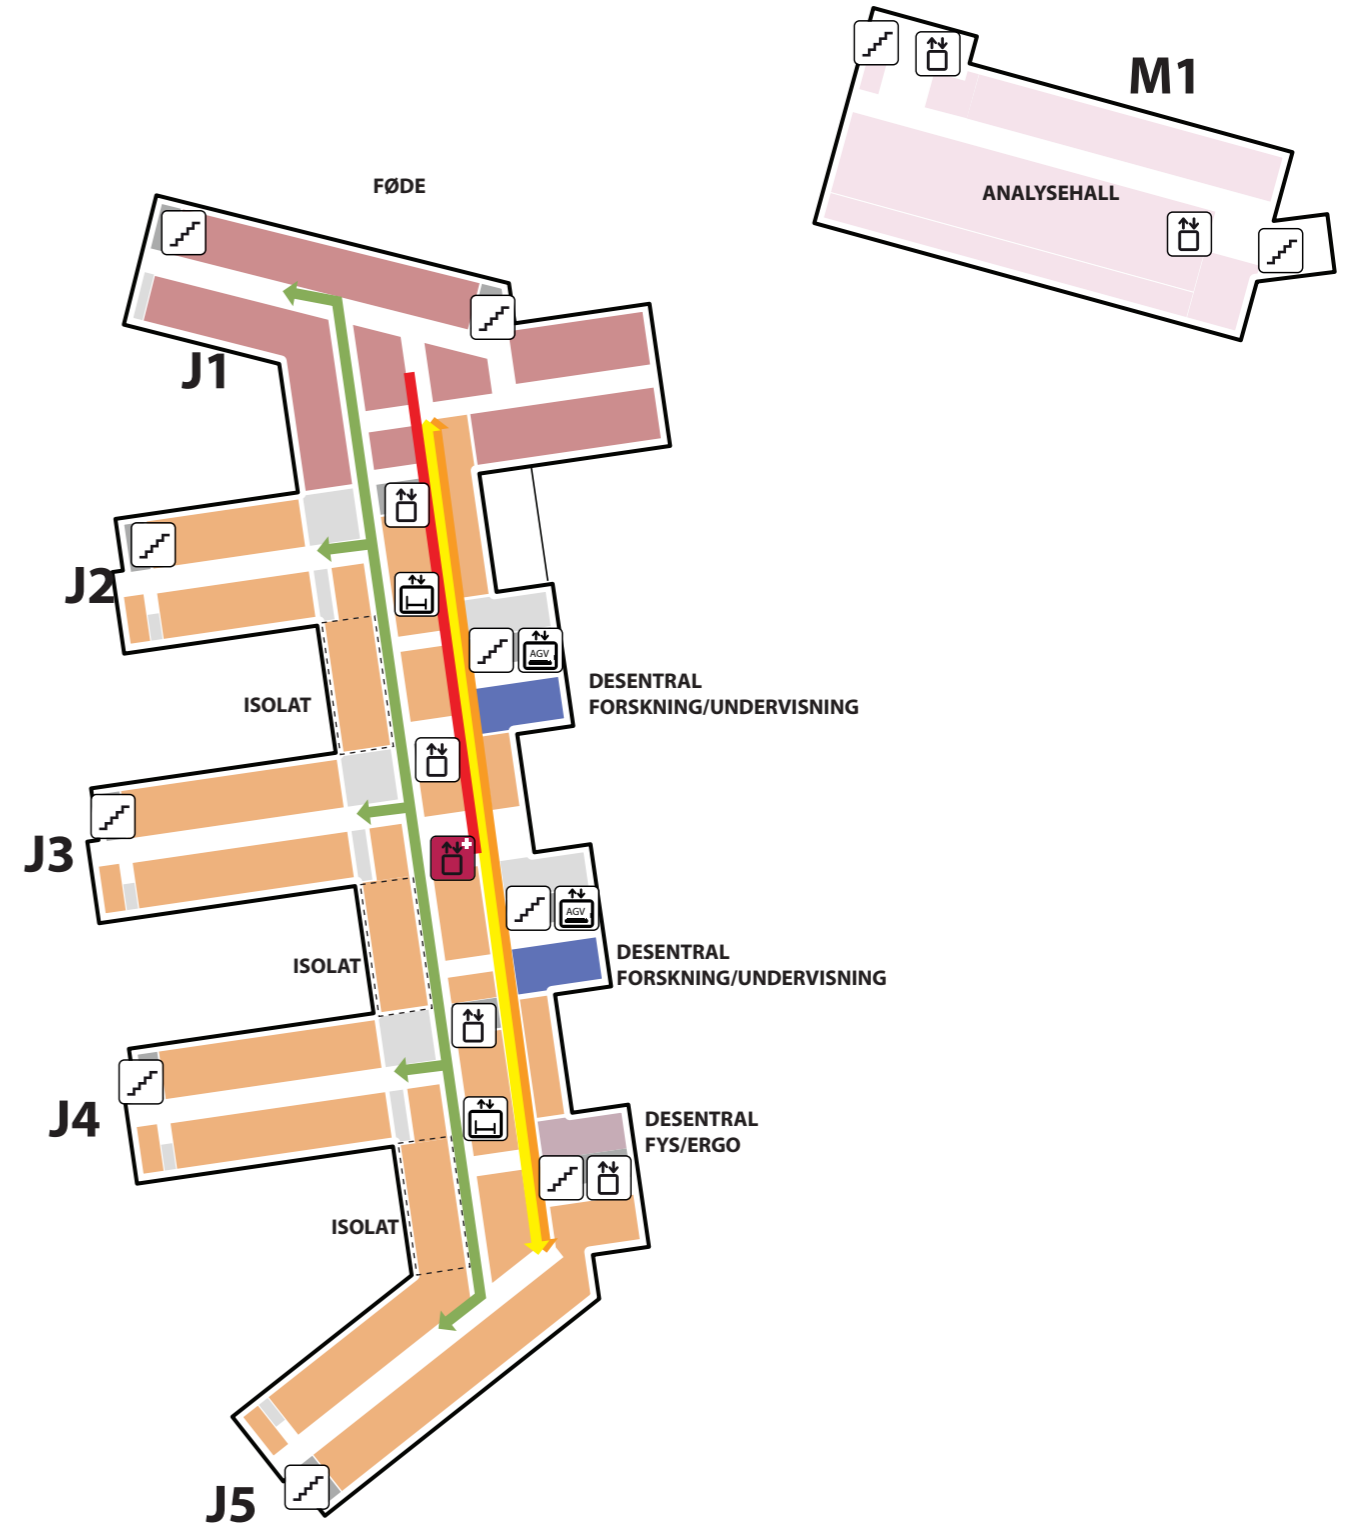 M1
FØDE
ANALYSEHALL
J1
J2
AGV
DESENTRAL
FORSKNING/UNDERVISNING
ISOLAT
J3
AGV
DESENTRAL
FORSKNING/UNDERVISNING
ISOLAT
J4
DESENTRAL
FYS/ERGO
ISOLAT
J5